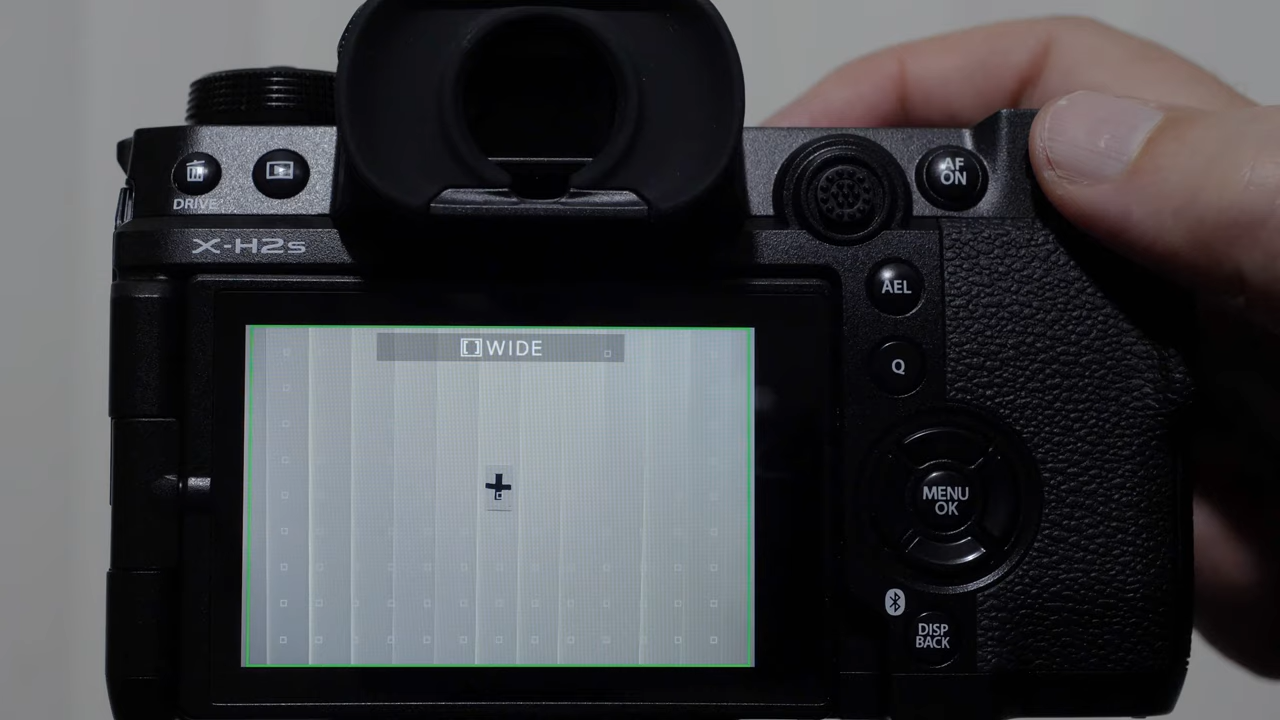 DRIVE
AF
ON
X-H2S
AEL
WIDE
Q
MENU
OK
DISP
BACK